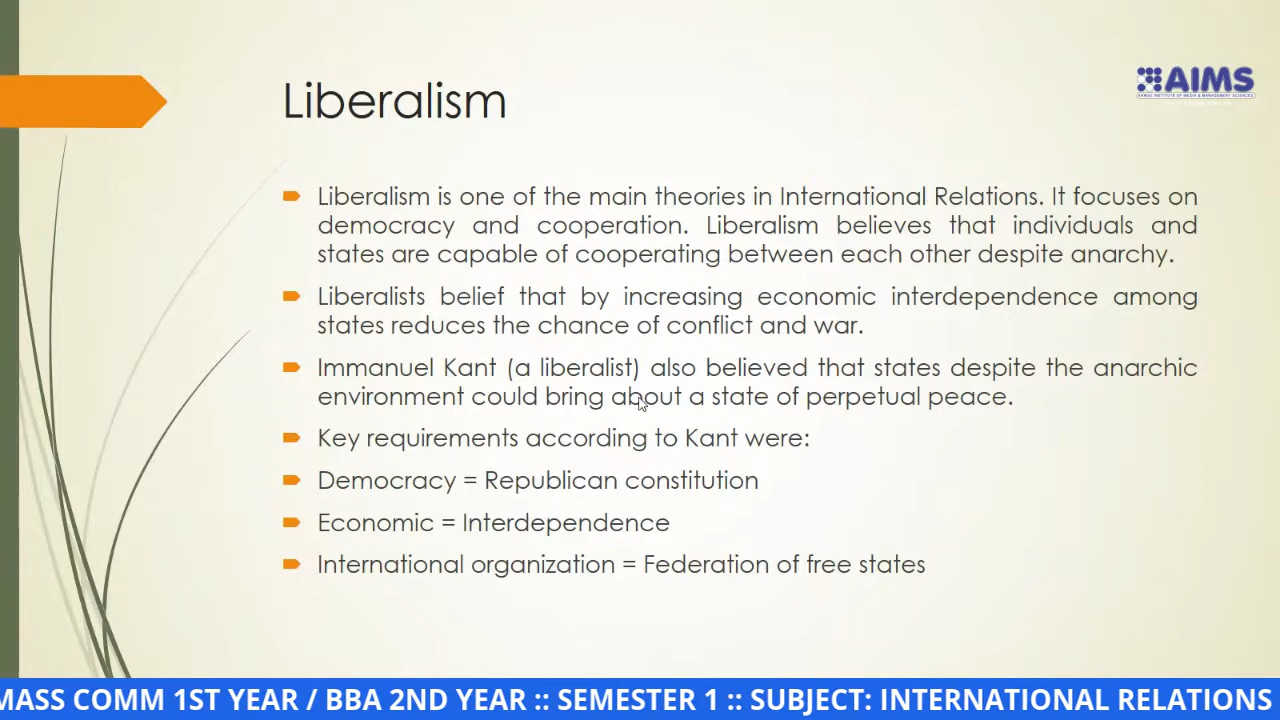 Liberalism
AIMS
Liberalism is one of the main theories in International Relations. It focuses on
democracy and cooperation. Liberalism believes that individuals and
states are capable of cooperating between each other despite anarchy.
Liberalists belief that by increasing economic interdependence among
states reduces the chance of conflict and war.
Immanuel Kant (a liberalist) also believed that states despite the anarchic
environment could bring about a state of perpetual peace.
Key requirements according to Kant were:
Democracy = Republican constitution
Economic = Interdependence
International organization = Federation of free states
MASS COMM 1ST YEAR / BBA 2ND YEAR :: SEMESTER 1 :: SUBJECT: INTERNATIONAL RELATIONS